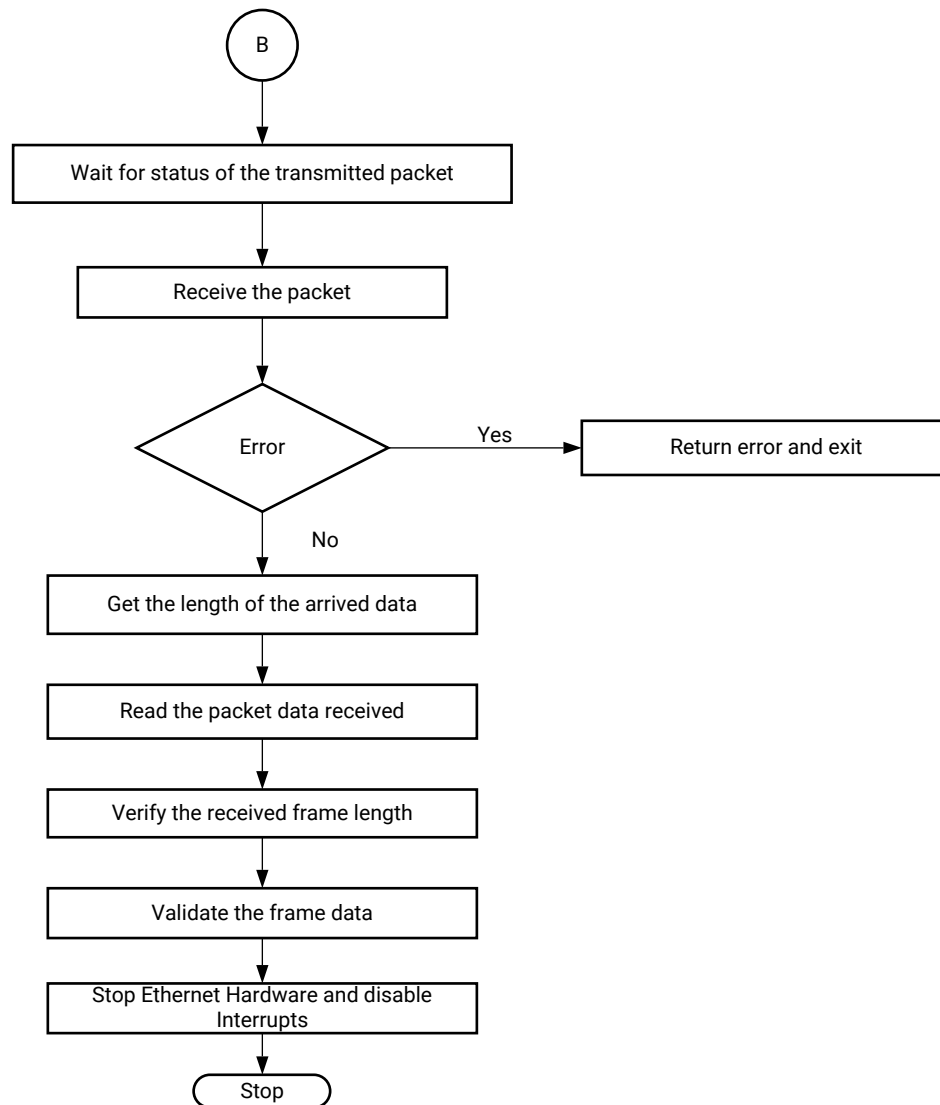 B
Wait for status of the transmitted packet
Receive the packet
Error
Yes
Return error and exit
No
Get the length of the arrived data
Read the packet data received
Verify the received frame length
Validate the frame data
Stop Ethernet Hardware and disable
Interrupts
Stop